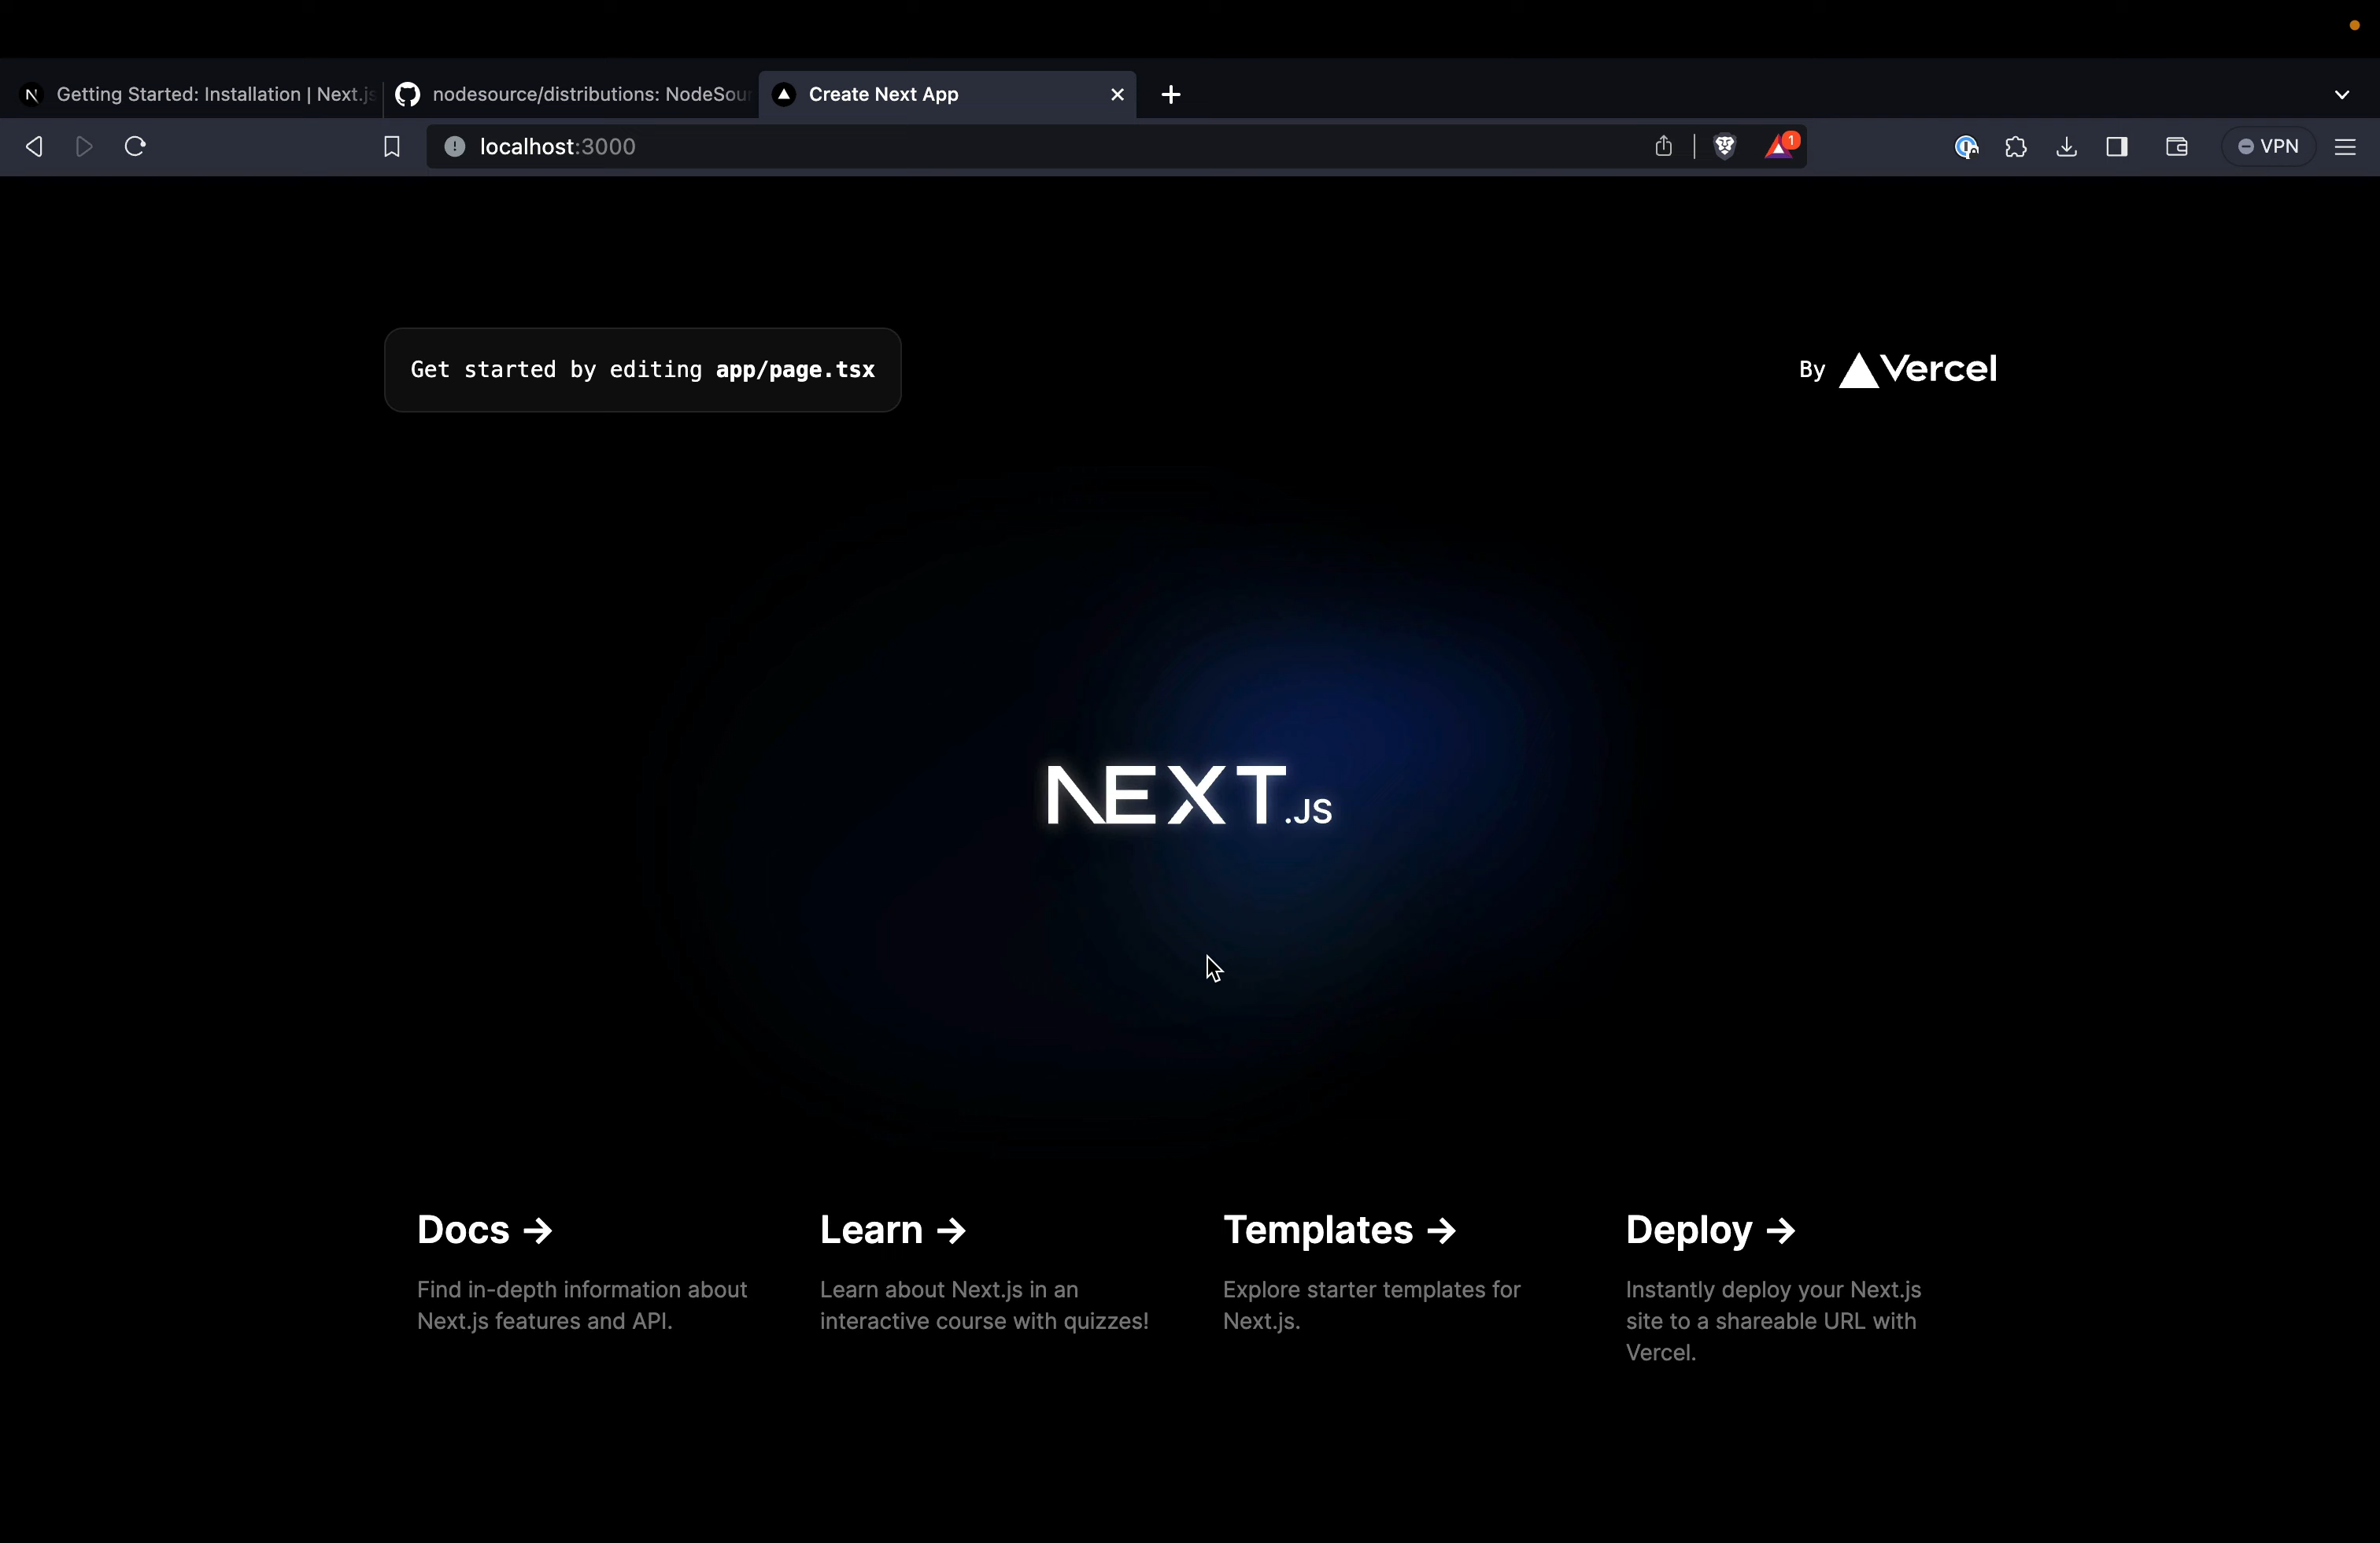 Getting Started: Installation | Next.js
nodesource/distributions: NodeSour
Create Next App
localhost:3000
1
VPN
Get started by editing app/page.tsx
By Vercel
NEXT.JS
Docs →
Find in-depth information about
Next.js features and API.
Learn →
Learn about Next.js in an
interactive course with quizzes!
Templates →
Explore starter templates for
Next.js.
Deploy →
Instantly deploy your Next.js
site to a shareable URL with
Vercel.